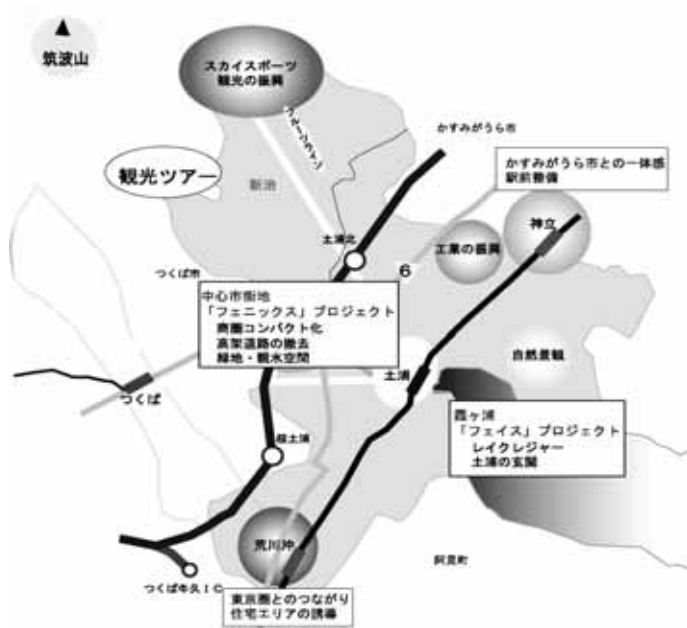 筑波山
スカイスポーツ
観光の振興
かすみがうら市
観光ツアー
新治
かすみがうら市との一体感
駅前整備
神立
土浦北
工業の振興
6
つくば市
中心市街地
「フェニックス」プロジェクト
商圏コンパクト化
高架道路の撤去
緑地・親水空間
自然景観
土浦
つくば
霞ヶ浦
「フェイス」プロジェクト
レイクレジャー
土浦の玄関
桜土浦
荒川沖
阿見町
つくば牛久IC
東京圏とのつながり
住宅エリアの誘導